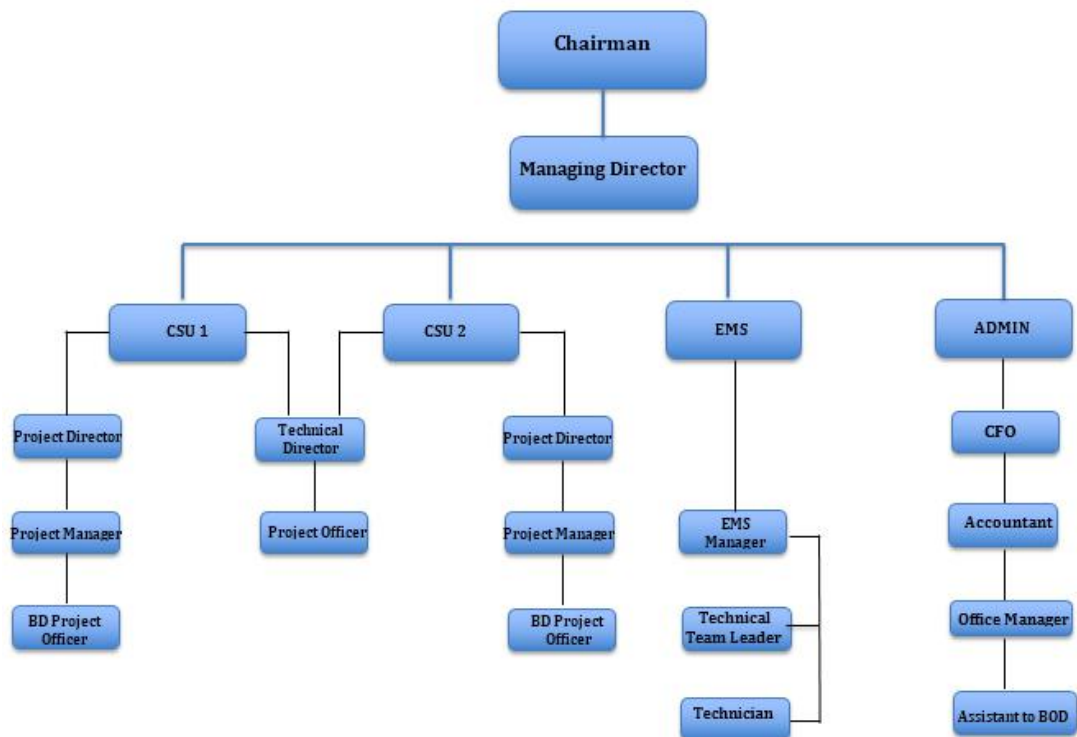 Chairman
Managing Director
CSU 1
CSU 2
EMS
ADMIN
Project Director
Technical
Director
Project Director
CFO
Project Manager
Project Officer
Project Manager
EMS
Manager
Accountant
BD Project
Officer
BD Project
Officer
Technical
Team Leader
Office Manager
Technician
Assistant to BOD